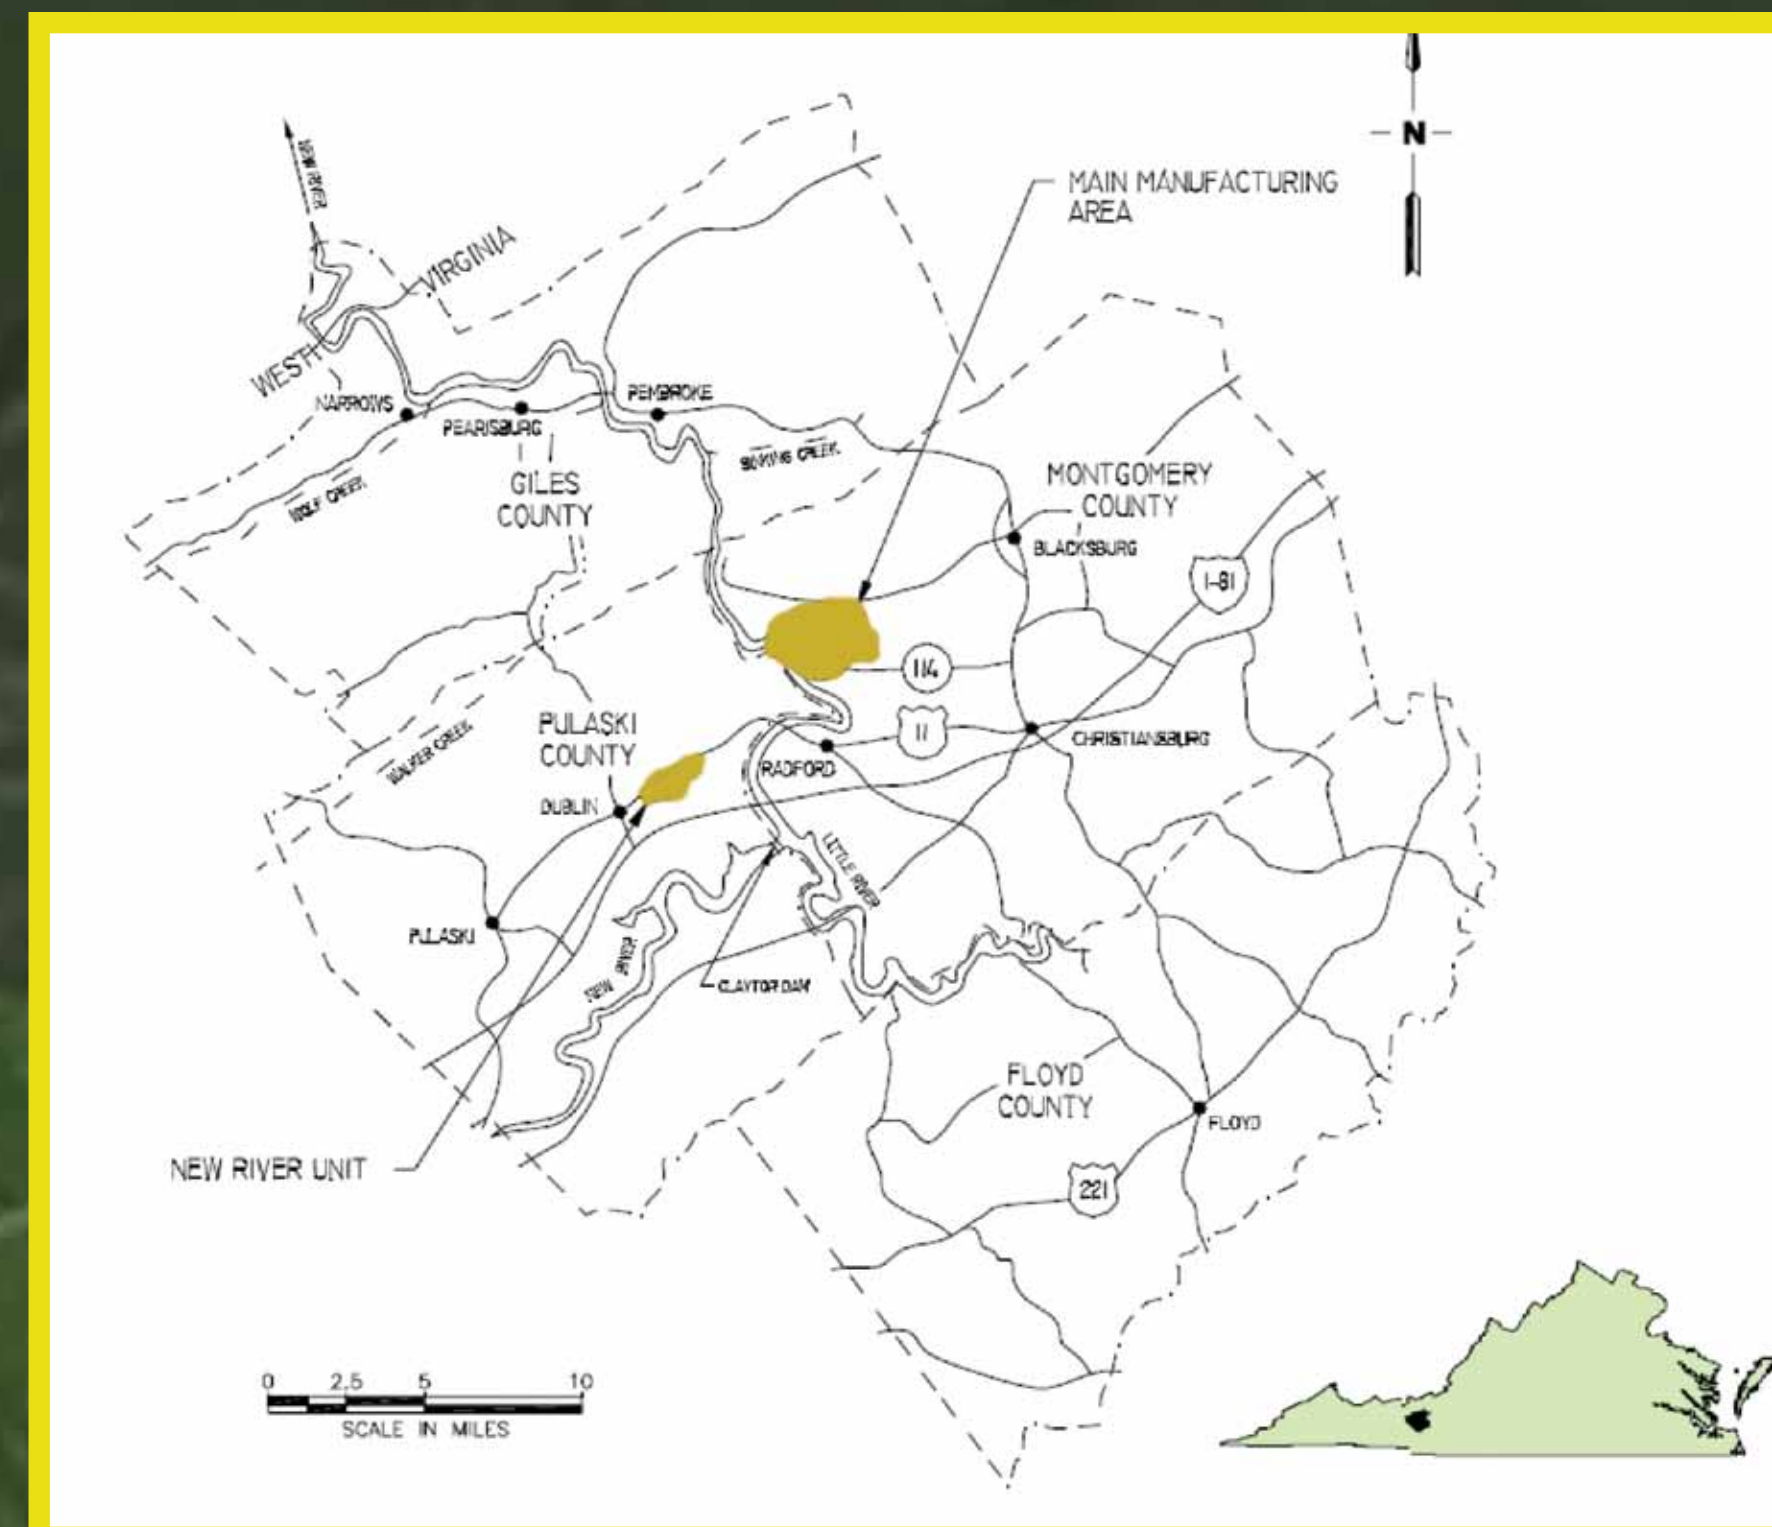 N
MAIN MANUFACTURING
AREA
NEW RIVER
VIRGINIA
WEST
NARROWS
PEARISBURG
PEMBROKE
SINKING CREEK
WOLF CREEK
GILES
COUNTY
MONTGOMERY
COUNTY
BLACKSBURG
I-81
114
11
CHRISTIANSBURG
PULASKI
COUNTY
WALKER CREEK
RADFORD
DUBLIN
LITTLE RIVER
PULASKI
NEW RIVER
CLAYTOR DAM
FLOYD
COUNTY
FLOYD
NEW RIVER UNIT
221
0 2.5 5 10
SCALE IN MILES